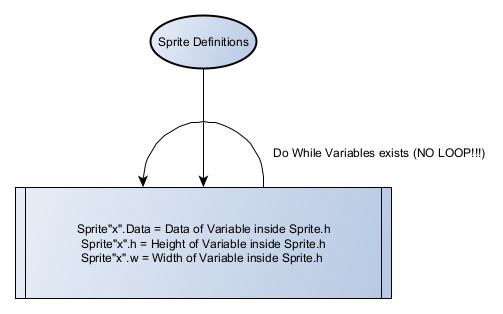 Sprite Definitions
Do While Variables exists (NO LOOP!!!)
Sprite"x".Data = Data of Variable inside Sprite.h
Sprite"x".h = Height of Variable inside Sprite.h
Sprite"x".w = Width of Variable inside Sprite.h